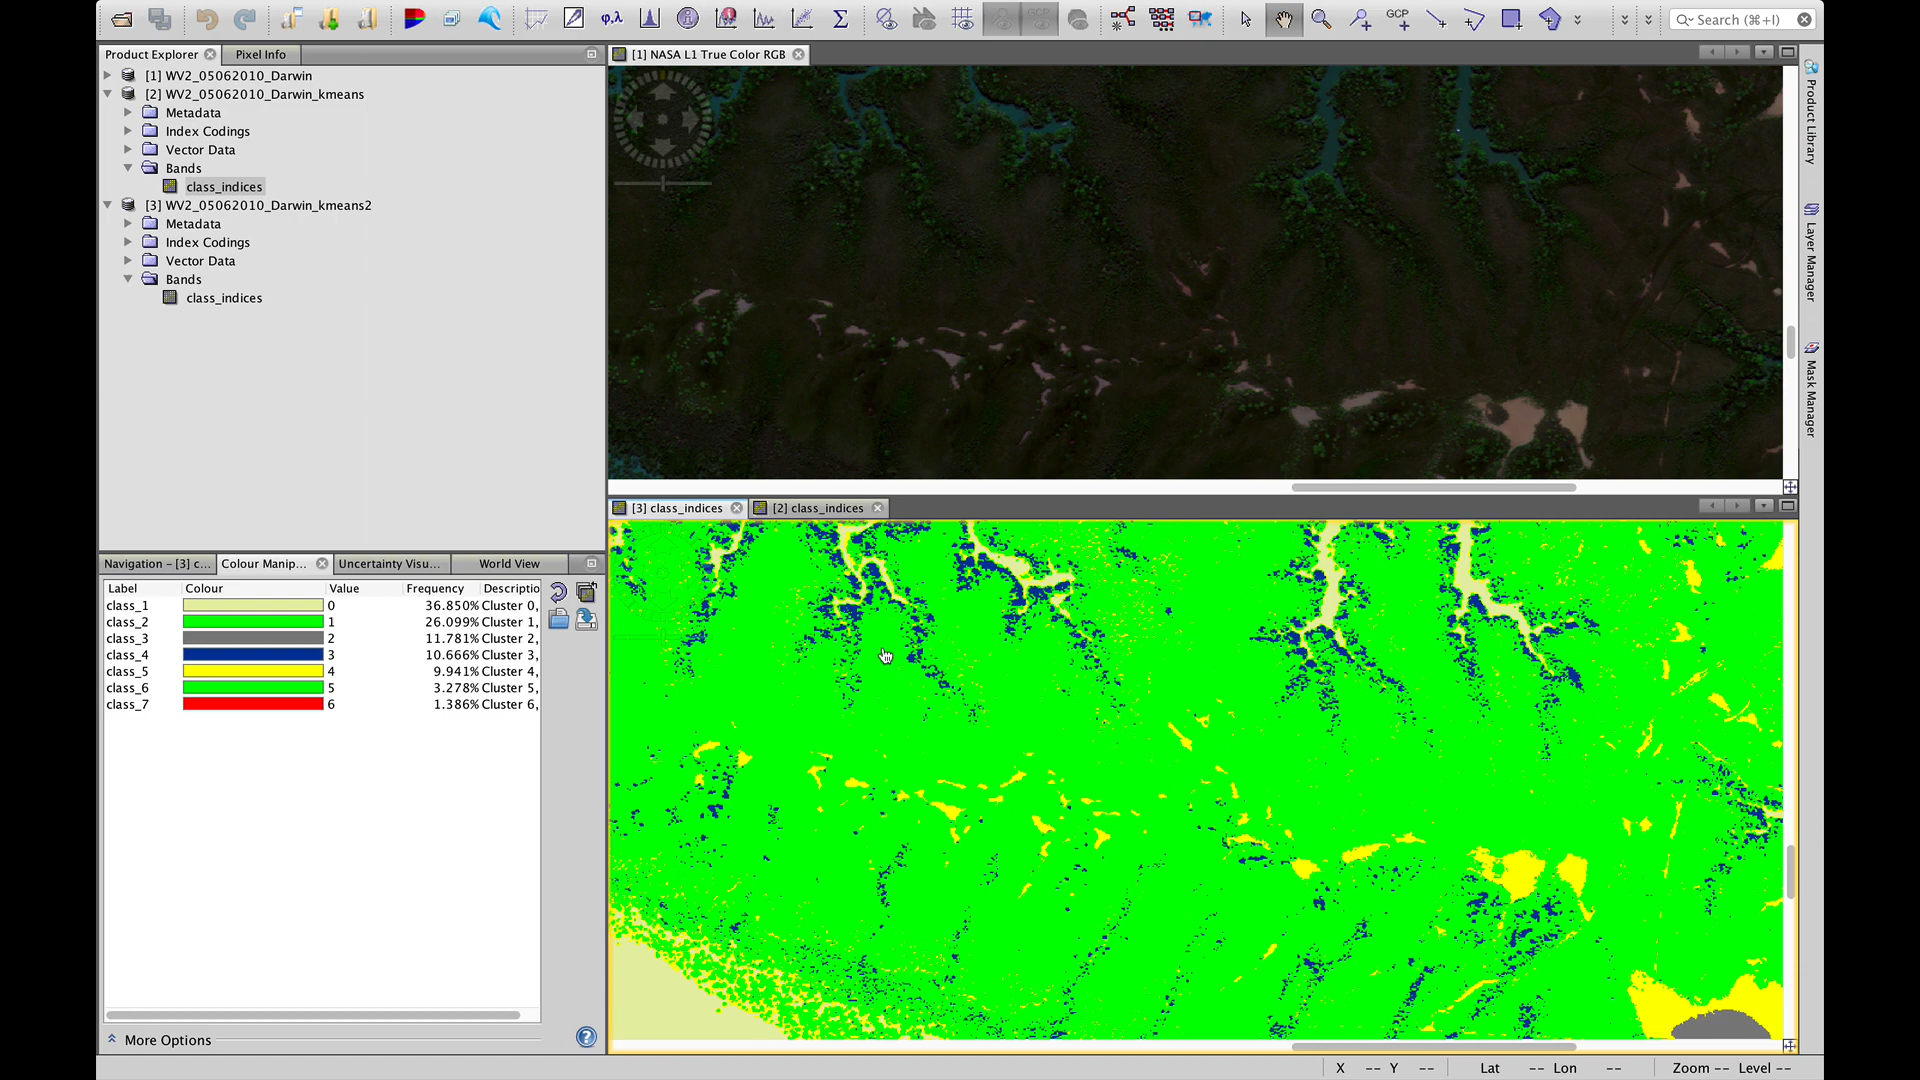 φ,λ
Σ
GCP
GCP
Search (⌘+I)
Product Explorer
Pixel Info
[1] WV2_05062010_Darwin
[2] WV2_05062010_Darwin_kmeans
Metadata
Index Codings
Vector Data
Bands
class_indices
[3] WV2_05062010_Darwin_kmeans2
Metadata
Index Codings
Vector Data
Bands
class_indices
[1] NASA L1 True Color RGB
[3] class_indices
[2] class_indices
Product Library
Layer Manager
Mask Manager
Navigation - [3] c...
Colour Manip...
Uncertainty Visu...
World View
Label Colour Value Frequency Descriptio
class_1 0 36.850% Cluster 0,
class_2 1 26.099% Cluster 1,
class_3 2 11.781% Cluster 2,
class_4 3 10.666% Cluster 3,
class_5 4 9.941% Cluster 4,
class_6 5 3.278% Cluster 5,
class_7 6 1.386% Cluster 6,
More Options
X -- Y -- Lat -- Lon -- Zoom -- Level --